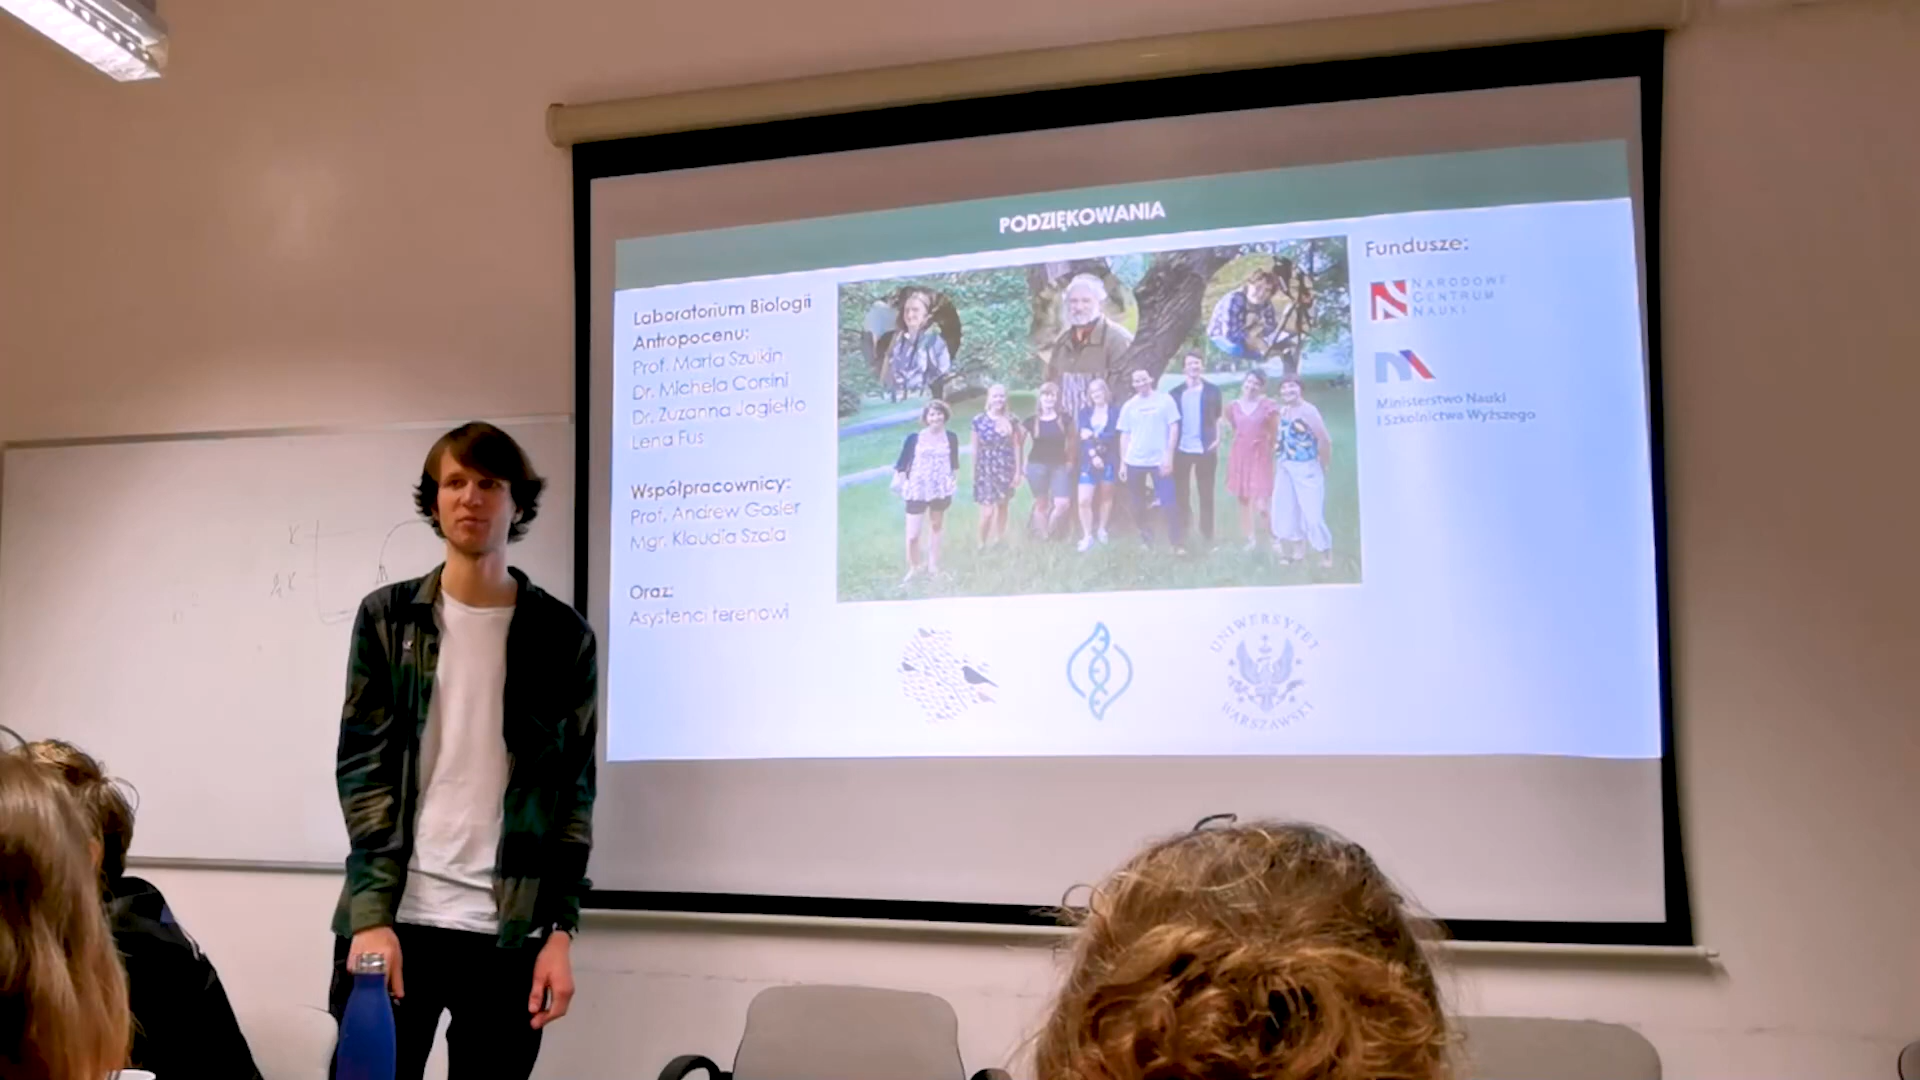 PODZIĘKOWANIA
Laboratorium Biologii
Antropocenu:
Prof. Marta Szulkin
Dr. Michela Corsini
Dr. Zuzanna Jagiełło
Lena Fus
Współpracownicy:
Prof. Andrew Gosler
Mgr. Klaudia Szala
Oraz:
Asystenci terenowi
Fundusze:
NARODOWE
CENTRUM
NAUKI
Ministerstwo Nauki
i Szkolnictwa Wyższego
UNIWERSYTET
WARSZAWSKI